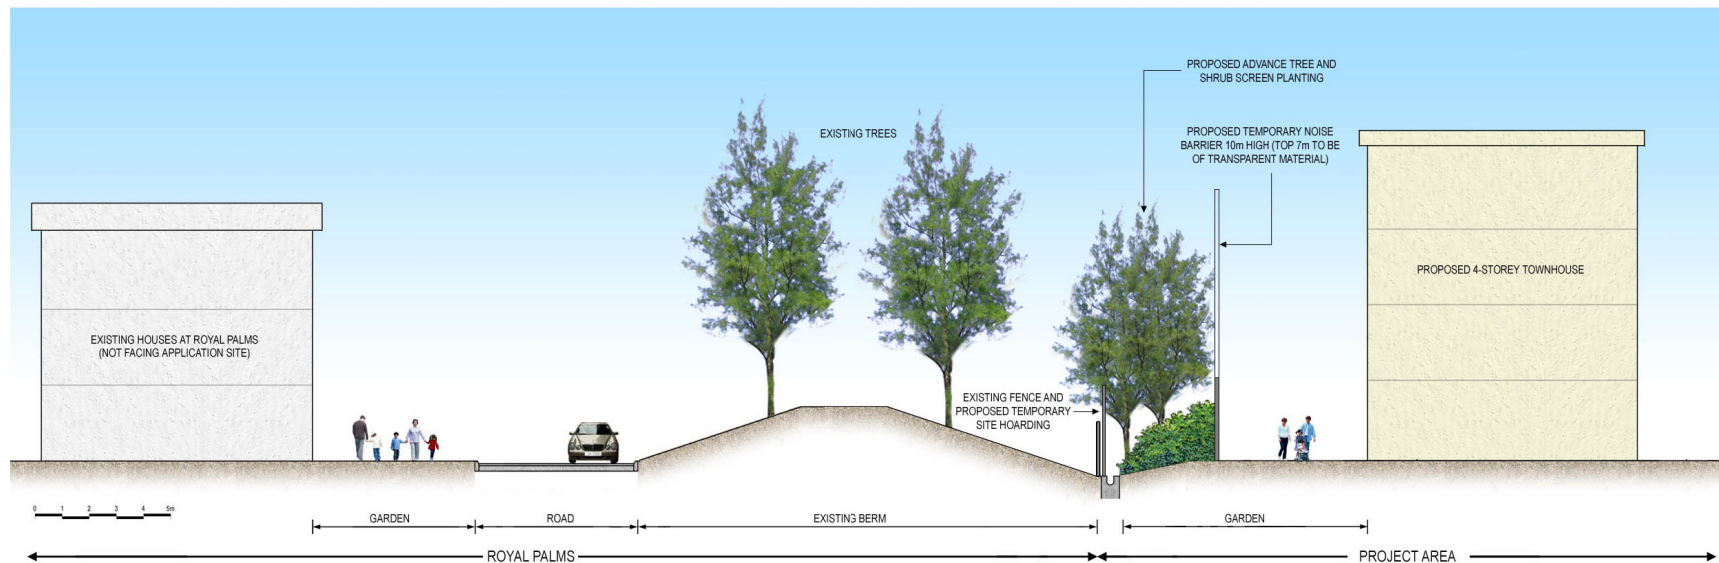 PROPOSED ADVANCE TREE AND
SHRUB SCREEN PLANTING
EXISTING TREES
PROPOSED TEMPORARY NOISE
BARRIER 10m HIGH (TOP 7m TO BE
OF TRANSPARENT MATERIAL)
PROPOSED 4-STOREY TOWNHOUSE
EXISTING HOUSES AT ROYAL PALMS
(NOT FACING APPLICATION SITE)
EXISTING FENCE AND
PROPOSED TEMPORARY
SITE HOARDING
0 1 2 3 4 5m
GARDEN
ROAD
EXISTING BERM
GARDEN
ROYAL PALMS
PROJECT AREA